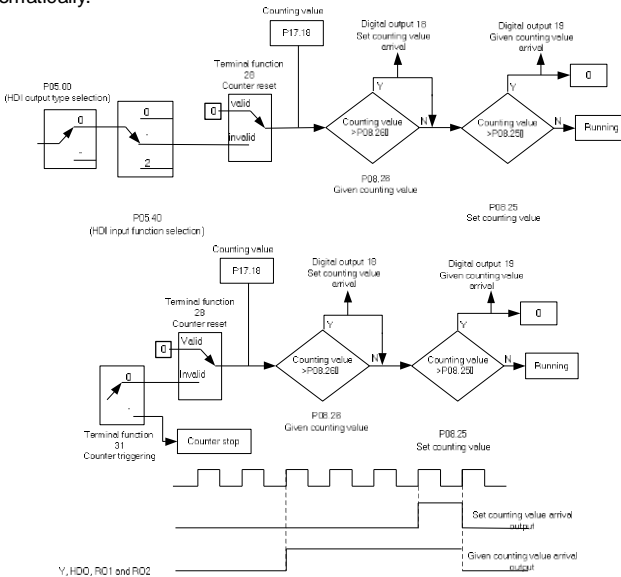 omatically.
Counting value
P17.18
Digital output 18
Set counting value
arrival
Digital output 19
Given counting value
arrival
P05.00
(HDI output type selection)
Terminal function
28
Counter reset
0
0
valid
invalid
2
Y
N
Counting value
>P08.26
Y
N
Counting value
>P08.25
0
Running
P08.26
Given counting value
P05.40
(HDI input function selection)
P08.25
Set counting value
Counting value
P17.18
Digital output 18
Set counting value
arrival
Digital output 19
Given counting value
arrival
Terminal function
28
Counter reset
0
Valid
Invalid
0
Y
N
Counting value
>P08.26
Y
N
Counting value
>P08.25
0
Running
Terminal function
31
Counter triggering
Counter stop
P08.26
Given counting value
P08.25
Set counting value
Set counting value arrival
output
Given counting value arrival
output
Y, HDO, RO1 and RO2